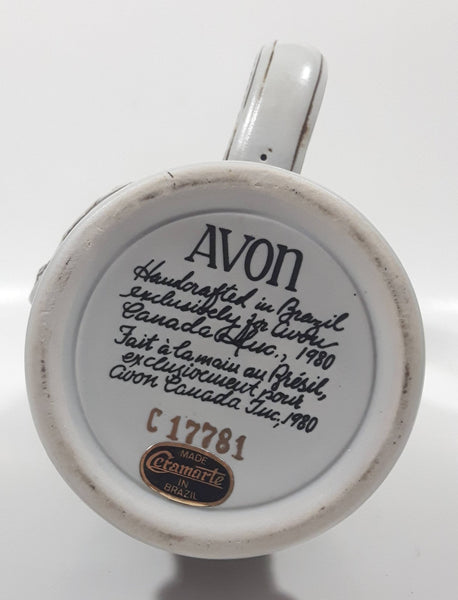 AVON
Handcrafted in Brazil
exclusively for Avon
Canada Inc., 1980
Fait à la main au Brésil,
exclusivement pour
Avon Canada Inc, 1980
C 17781
MADE
Ceramarte
IN
BRAZIL